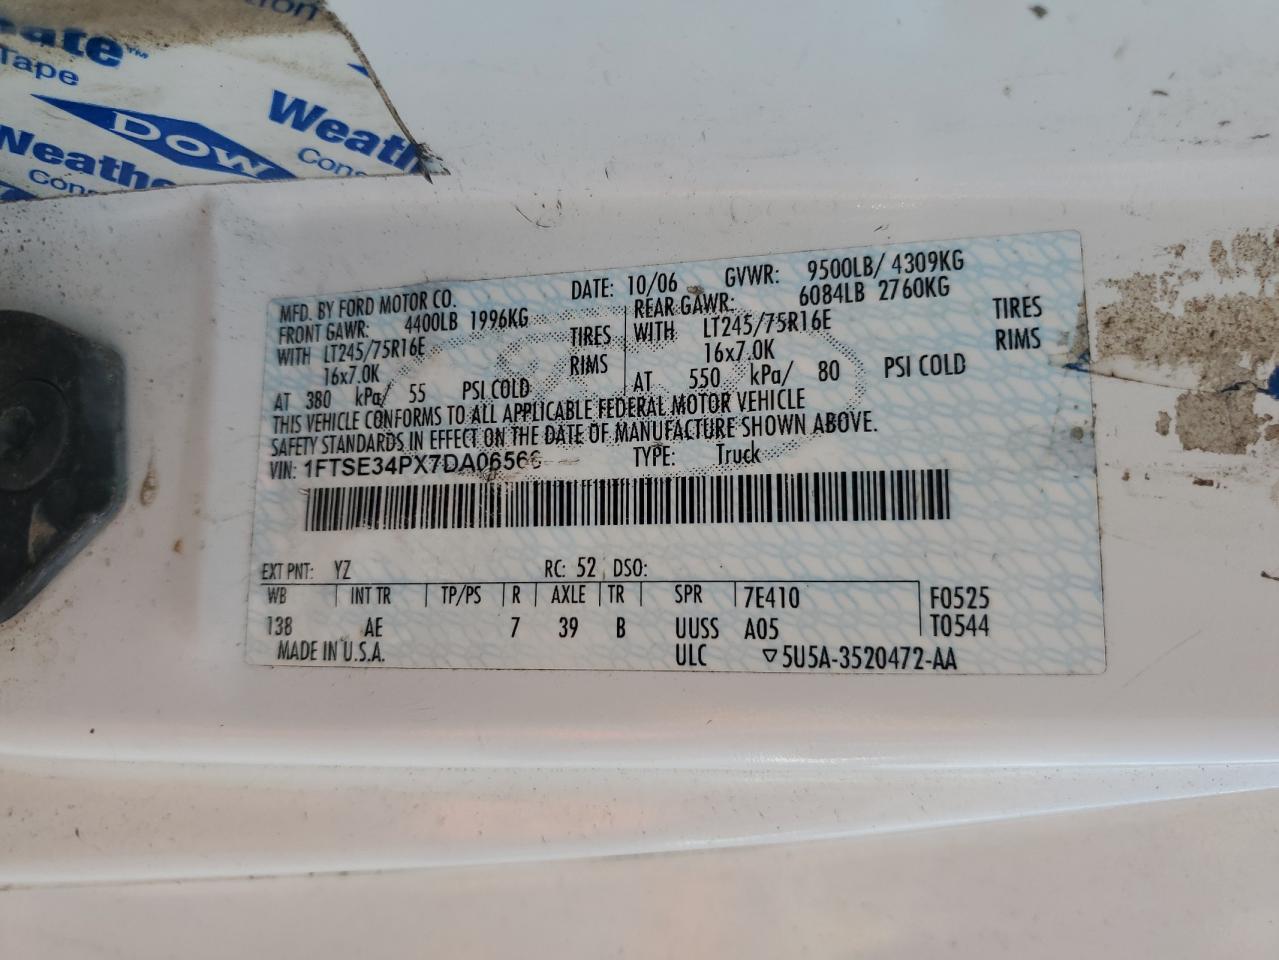 Tape
DOW
MFD. BY FORD MOTOR CO. DATE: 10/06 GVWR: 9500LB/ 4309KG
FRONT GAWR: 4400LB 1996KG REAR GAWR: 6084LB 2760KG
WITH LT245/75R16E TIRES WITH LT245/75R16E TIRES
16x7.0K RIMS 16x7.0K RIMS
AT 380 kPa/ 55 PSI COLD AT 550 kPa/ 80 PSI COLD
THIS VEHICLE CONFORMS TO ALL APPLICABLE FEDERAL MOTOR VEHICLE
SAFETY STANDARDS IN EFFECT ON THE DATE OF MANUFACTURE SHOWN ABOVE.
VIN: TYPE: Truck
EXT PNT: YZ RC: 52 DSO:
WB INT TR TP/PS R AXLE TR SPR 7E410 F0525
138 AE 7 39 B UUSS A05 T0544
MADE IN U.S.A. ULC ▽5U5A-3520472-AA